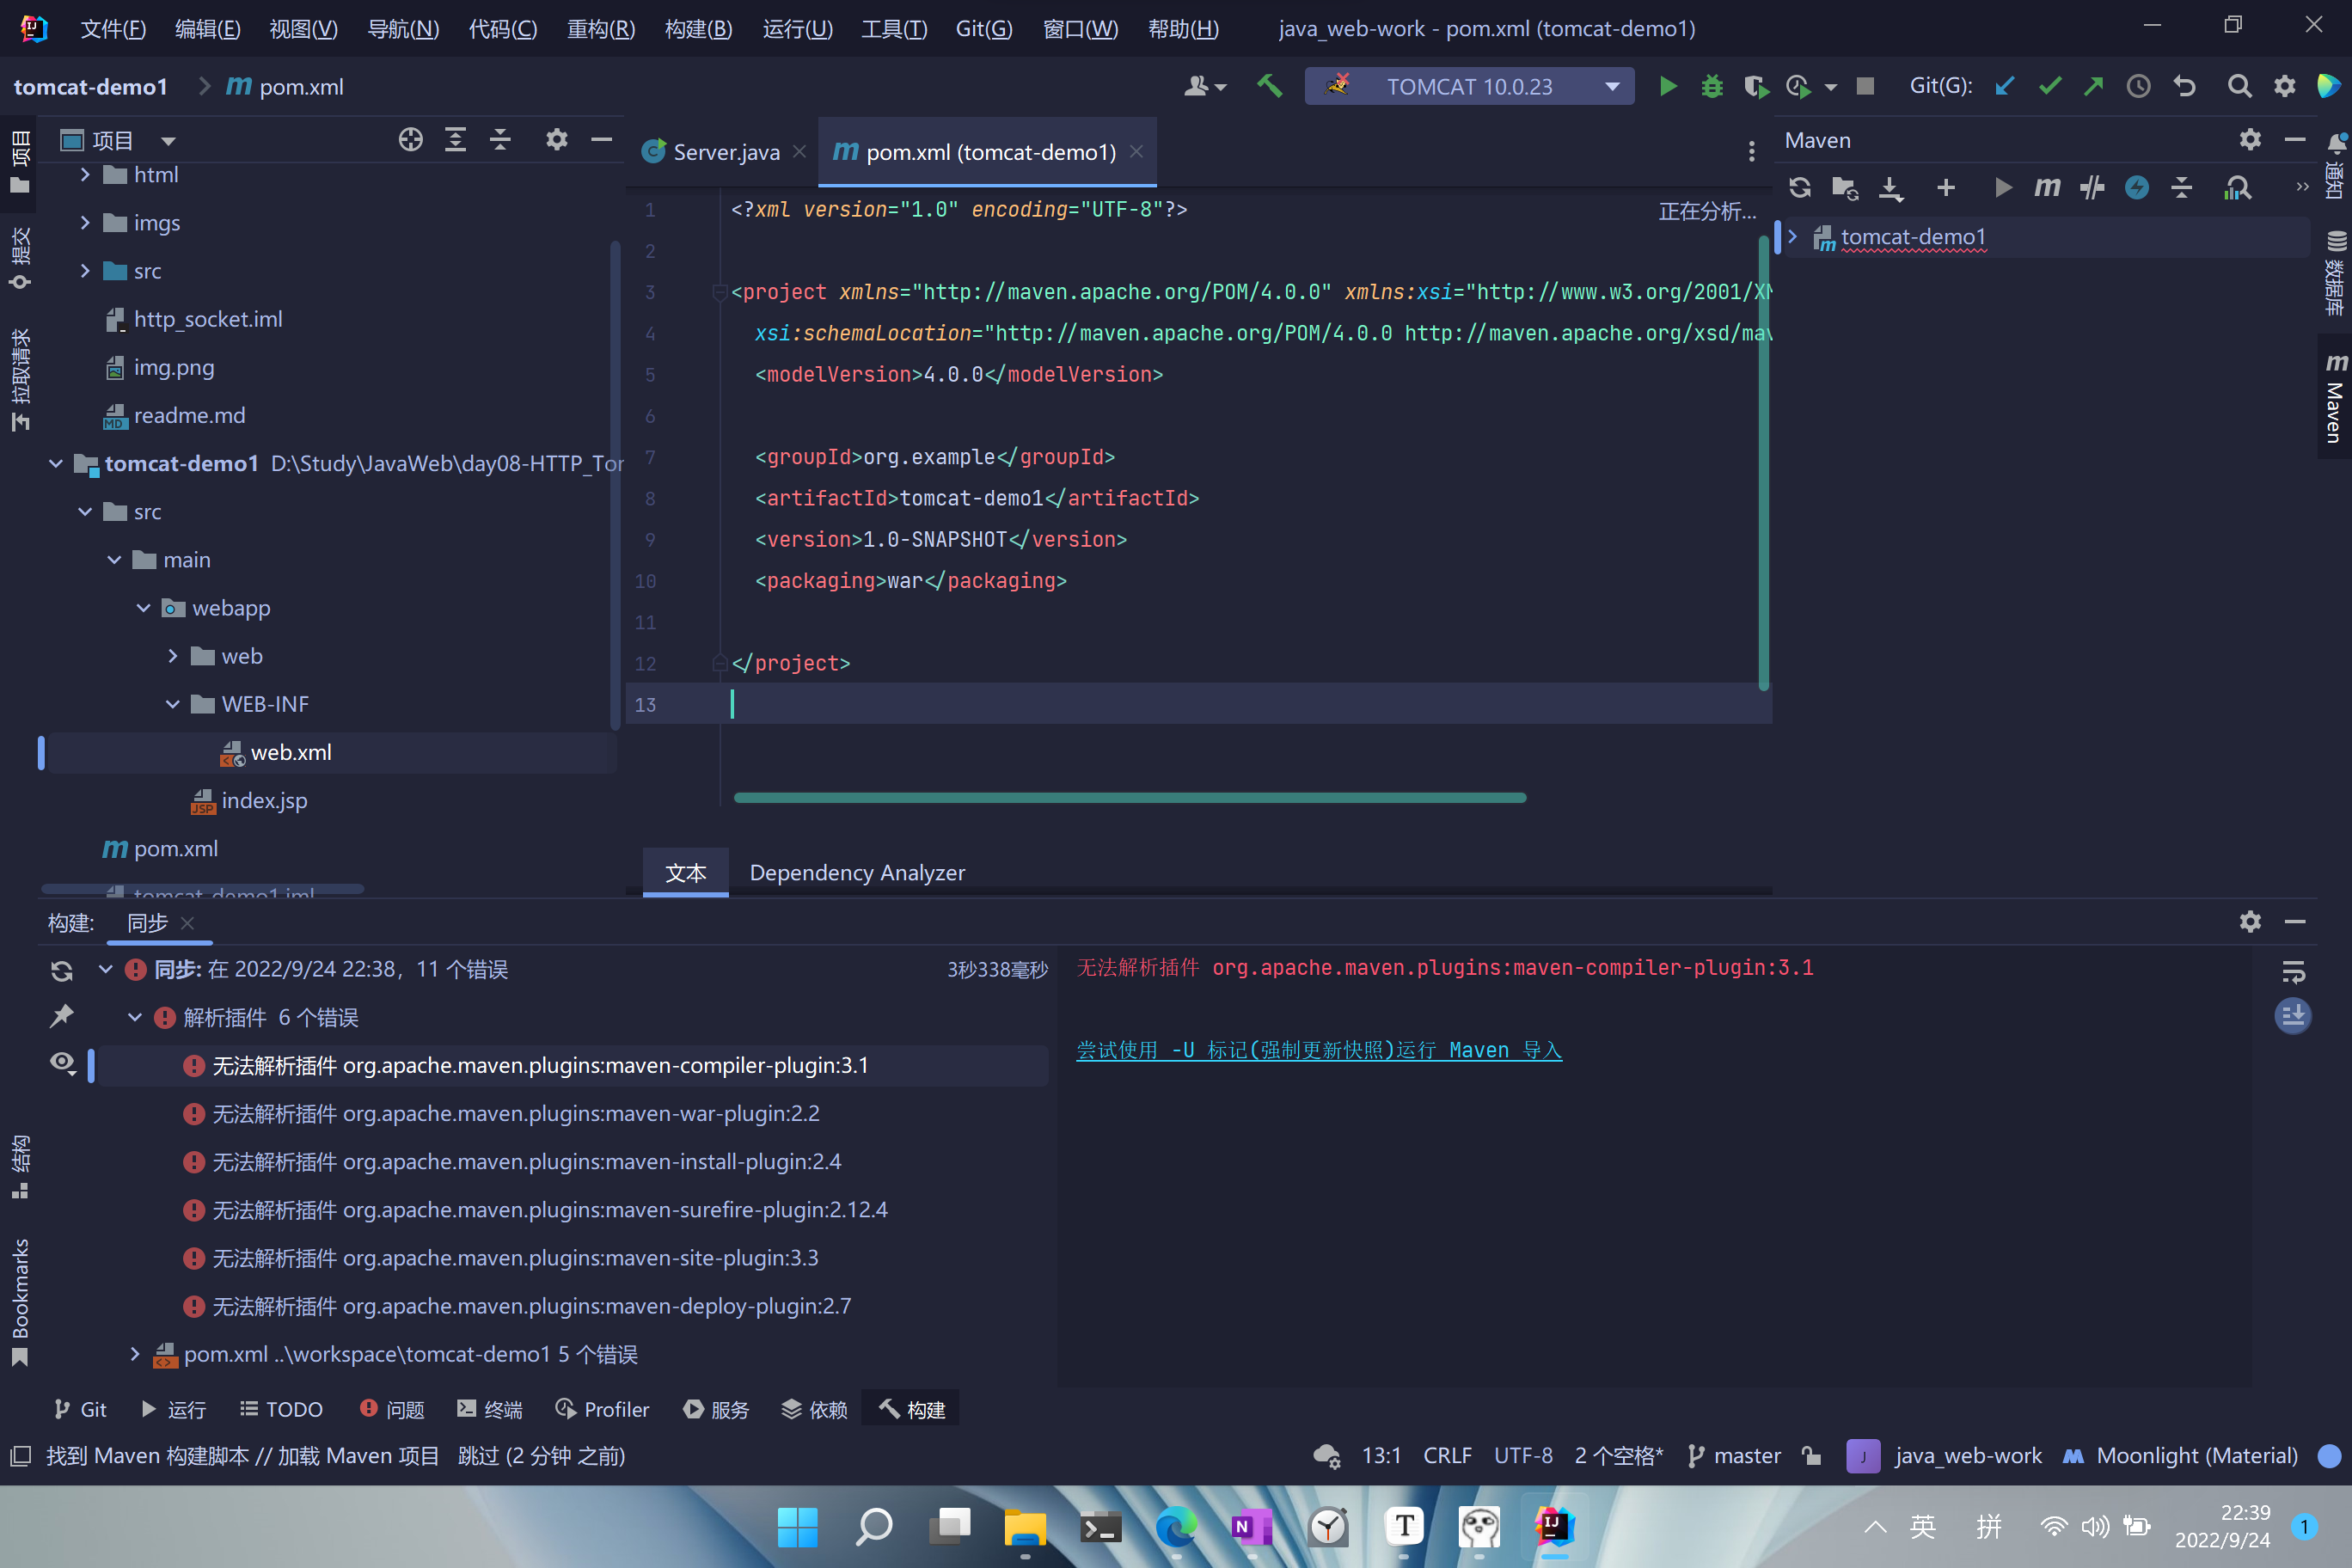 文件(F) 编辑(E) 视图(V) 导航(N) 代码(C) 重构(R) 构建(B) 运行(U) 工具(T) Git(G) 窗口(W) 帮助(H) java_web-work - pom.xml (tomcat-demo1)
tomcat-demo1 pom.xml TOMCAT 10.0.23 Git(G):
项目
提交
拉取请求
结构
Bookmarks
项目
html
imgs
src
http_socket.iml
img.png
readme.md
tomcat-demo1 D:\Study\JavaWeb\day08-HTTP_Tor
src
main
webapp
web
WEB-INF
web.xml
index.jsp
pom.xml
tomcat-demo1.iml
Server.java pom.xml (tomcat-demo1)
正在分析...
1 <?xml version="1.0" encoding="UTF-8"?>
2
3 <project xmlns="http://maven.apache.org/POM/4.0.0" xmlns:xsi="http://www.w3.org/2001/XM
4 xsi:schemaLocation="http://maven.apache.org/POM/4.0.0 http://maven.apache.org/xsd/mav
5 <modelVersion>4.0.0</modelVersion>
6
7 <groupId>org.example</groupId>
8 <artifactId>tomcat-demo1</artifactId>
9 <version>1.0-SNAPSHOT</version>
10 <packaging>war</packaging>
11
12 </project>
13
文本 Dependency Analyzer
Maven
tomcat-demo1
通知
数据库
Maven
构建: 同步
同步: 在 2022/9/24 22:38，11 个错误 3秒338毫秒
解析插件 6 个错误
无法解析插件 org.apache.maven.plugins:maven-compiler-plugin:3.1
无法解析插件 org.apache.maven.plugins:maven-war-plugin:2.2
无法解析插件 org.apache.maven.plugins:maven-install-plugin:2.4
无法解析插件 org.apache.maven.plugins:maven-surefire-plugin:2.12.4
无法解析插件 org.apache.maven.plugins:maven-site-plugin:3.3
无法解析插件 org.apache.maven.plugins:maven-deploy-plugin:2.7
pom.xml ..\workspace\tomcat-demo1 5 个错误
无法解析插件 org.apache.maven.plugins:maven-compiler-plugin:3.1
尝试使用 -U 标记(强制更新快照)运行 Maven 导入
Git 运行 TODO 问题 终端 Profiler 服务 依赖 构建
找到 Maven 构建脚本 // 加载 Maven 项目 跳过 (2 分钟 之前) 13:1 CRLF UTF-8 2 个空格* master java_web-work Moonlight (Material)
英 拼 22:39
2022/9/24 1